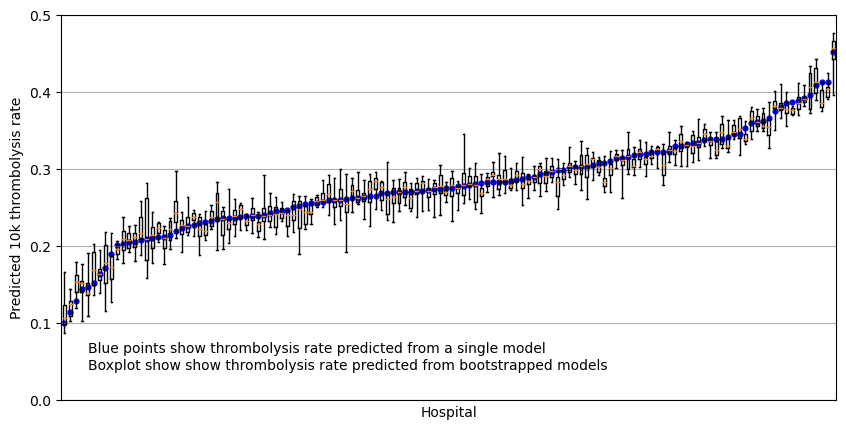 0.5
0.4
0.3
0.2
0.1
0.0
Predicted 10k thrombolysis rate
Blue points show thrombolysis rate predicted from a single model
Boxplot show show thrombolysis rate predicted from bootstrapped models
Hospital